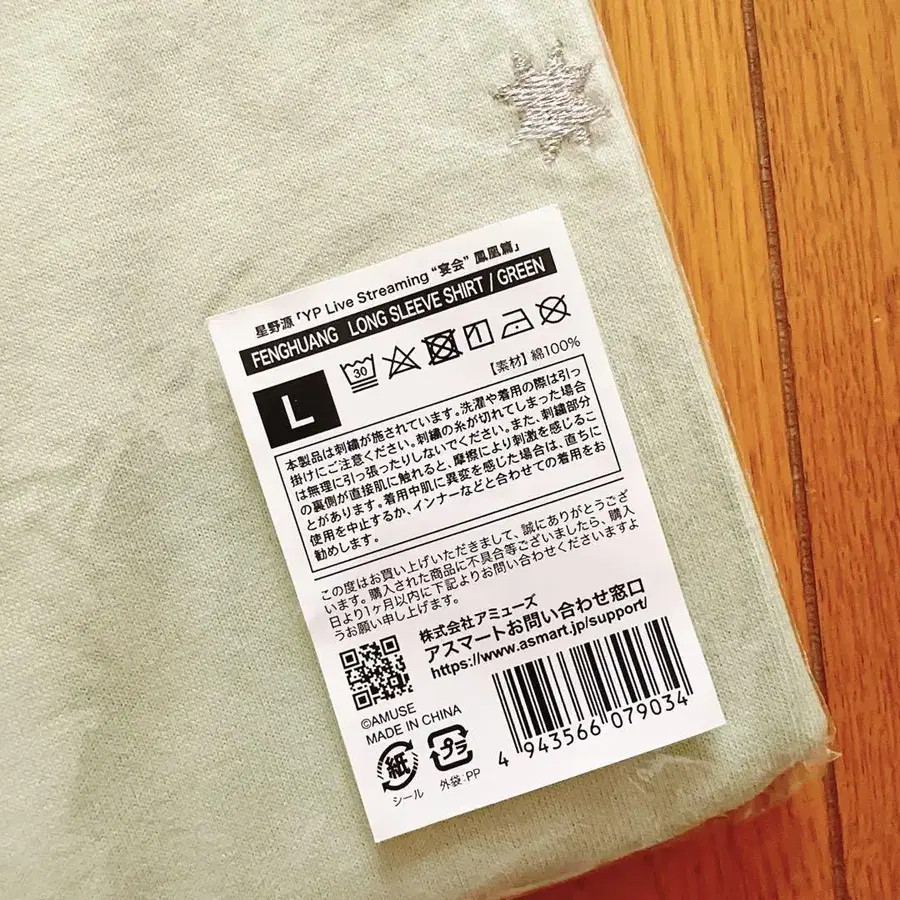 星野源「YP Live Streaming “宴会” 鳳凰篇」
FENGHUANG LONG SLEEVE SHIRT / GREEN
30
L
【素材】綿100%
本製品は刺繍が施されています。洗濯や着用の際は引っ
掛けにご注意ください。刺繍の糸が切れてしまった場合
は無理に引っ張ったりしないでください。また、刺繍部分
の裏側が直接肌に触れると、摩擦により刺激を感じるこ
とがあります。着用中肌に異変を感じた場合は、直ちに
使用を中止するか、インナーなどと合わせての着用をお
勧めします。
この度はお買い上げいただきまして、誠にありがとうござ
います。購入された商品に不具合等ございましたら、購入
日より1ヶ月以内に下記よりお問い合わせくださいますよ
うお願い申し上げます。
株式会社アミューズ
アスマートお問い合わせ窓口
https://www.asmart.jp/support/
©AMUSE
MADE IN CHINA
紙
シール
プラ
外袋:PP
4 943566 079034